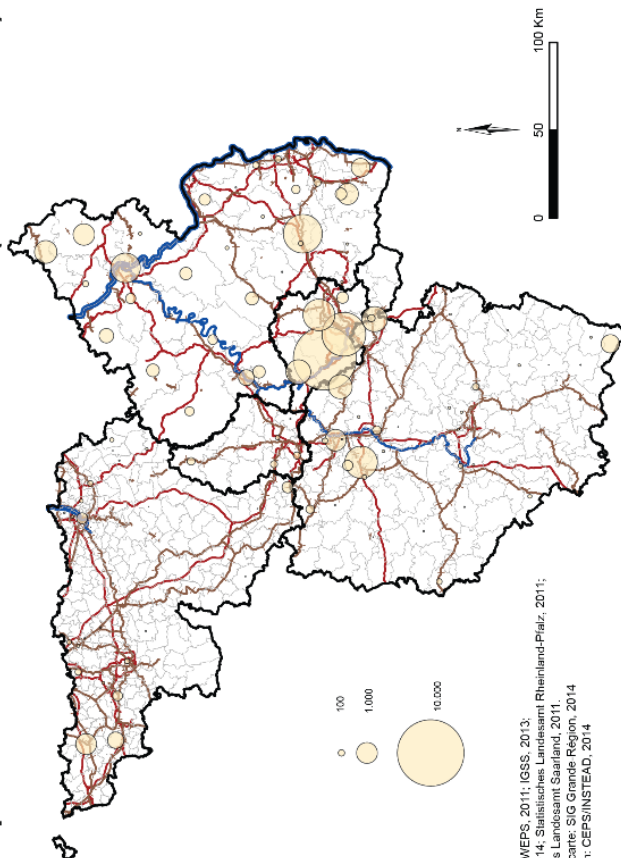 N
0 50 100 Km
100
1.000
10.000
WEPS, 2011; IGSS, 2013;
14; Statistisches Landesamt Rheinland-Pfalz, 2011;
s Landesamt Saarland, 2011.
carte: SIG Grande Région, 2014
n: CEPS/INSTEAD, 2014